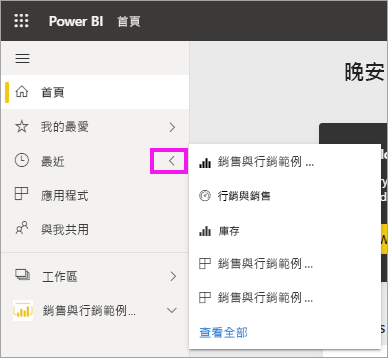 Power BI 首頁
晚安
首頁
我的最愛
最近
應用程式
與我共用
工作區
銷售與行銷範例...
銷售與行銷範例 ...
行銷與銷售
庫存
銷售與行銷範例 ...
銷售與行銷範例 ...
查看全部